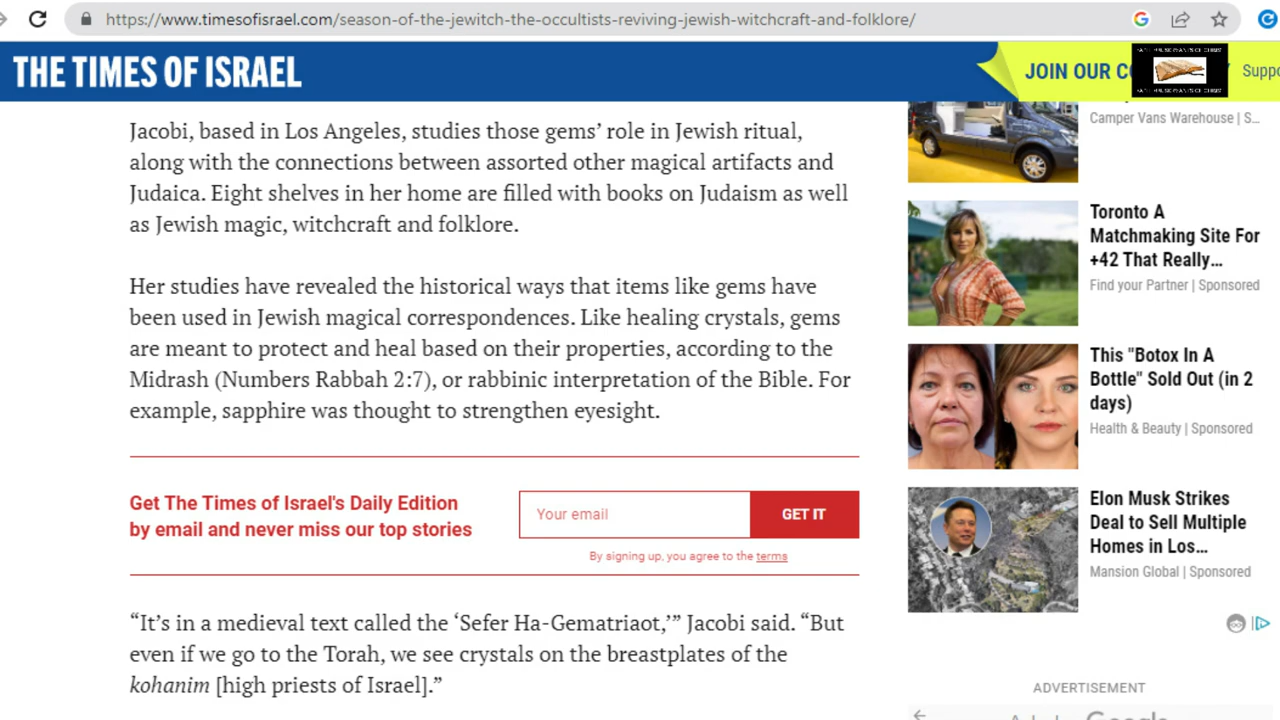 https://www.timesofisrael.com/season-of-the-jewitch-the-occultists-reviving-jewish-witchcraft-and-folklore/
THE TIMES OF ISRAEL
JOIN OUR C
Supp
Jacobi, based in Los Angeles, studies those gems’ role in Jewish ritual,
along with the connections between assorted other magical artifacts and
Judaica. Eight shelves in her home are filled with books on Judaism as well
as Jewish magic, witchcraft and folklore.
Her studies have revealed the historical ways that items like gems have
been used in Jewish magical correspondences. Like healing crystals, gems
are meant to protect and heal based on their properties, according to the
Midrash (Numbers Rabbah 2:7), or rabbinic interpretation of the Bible. For
example, sapphire was thought to strengthen eyesight.
Get The Times of Israel's Daily Edition
by email and never miss our top stories
Your email
GET IT
By signing up, you agree to the terms
“It’s in a medieval text called the ‘Sefer Ha-Gematriaot,’” Jacobi said. “But
even if we go to the Torah, we see crystals on the breastplates of the
kohanim [high priests of Israel].”
Camper Vans Warehouse | S...
Toronto A
Matchmaking Site For
+42 That Really...
Find your Partner | Sponsored
This "Botox In A
Bottle" Sold Out (in 2
days)
Health & Beauty | Sponsored
Elon Musk Strikes
Deal to Sell Multiple
Homes in Los...
Mansion Global | Sponsored
ADVERTISEMENT